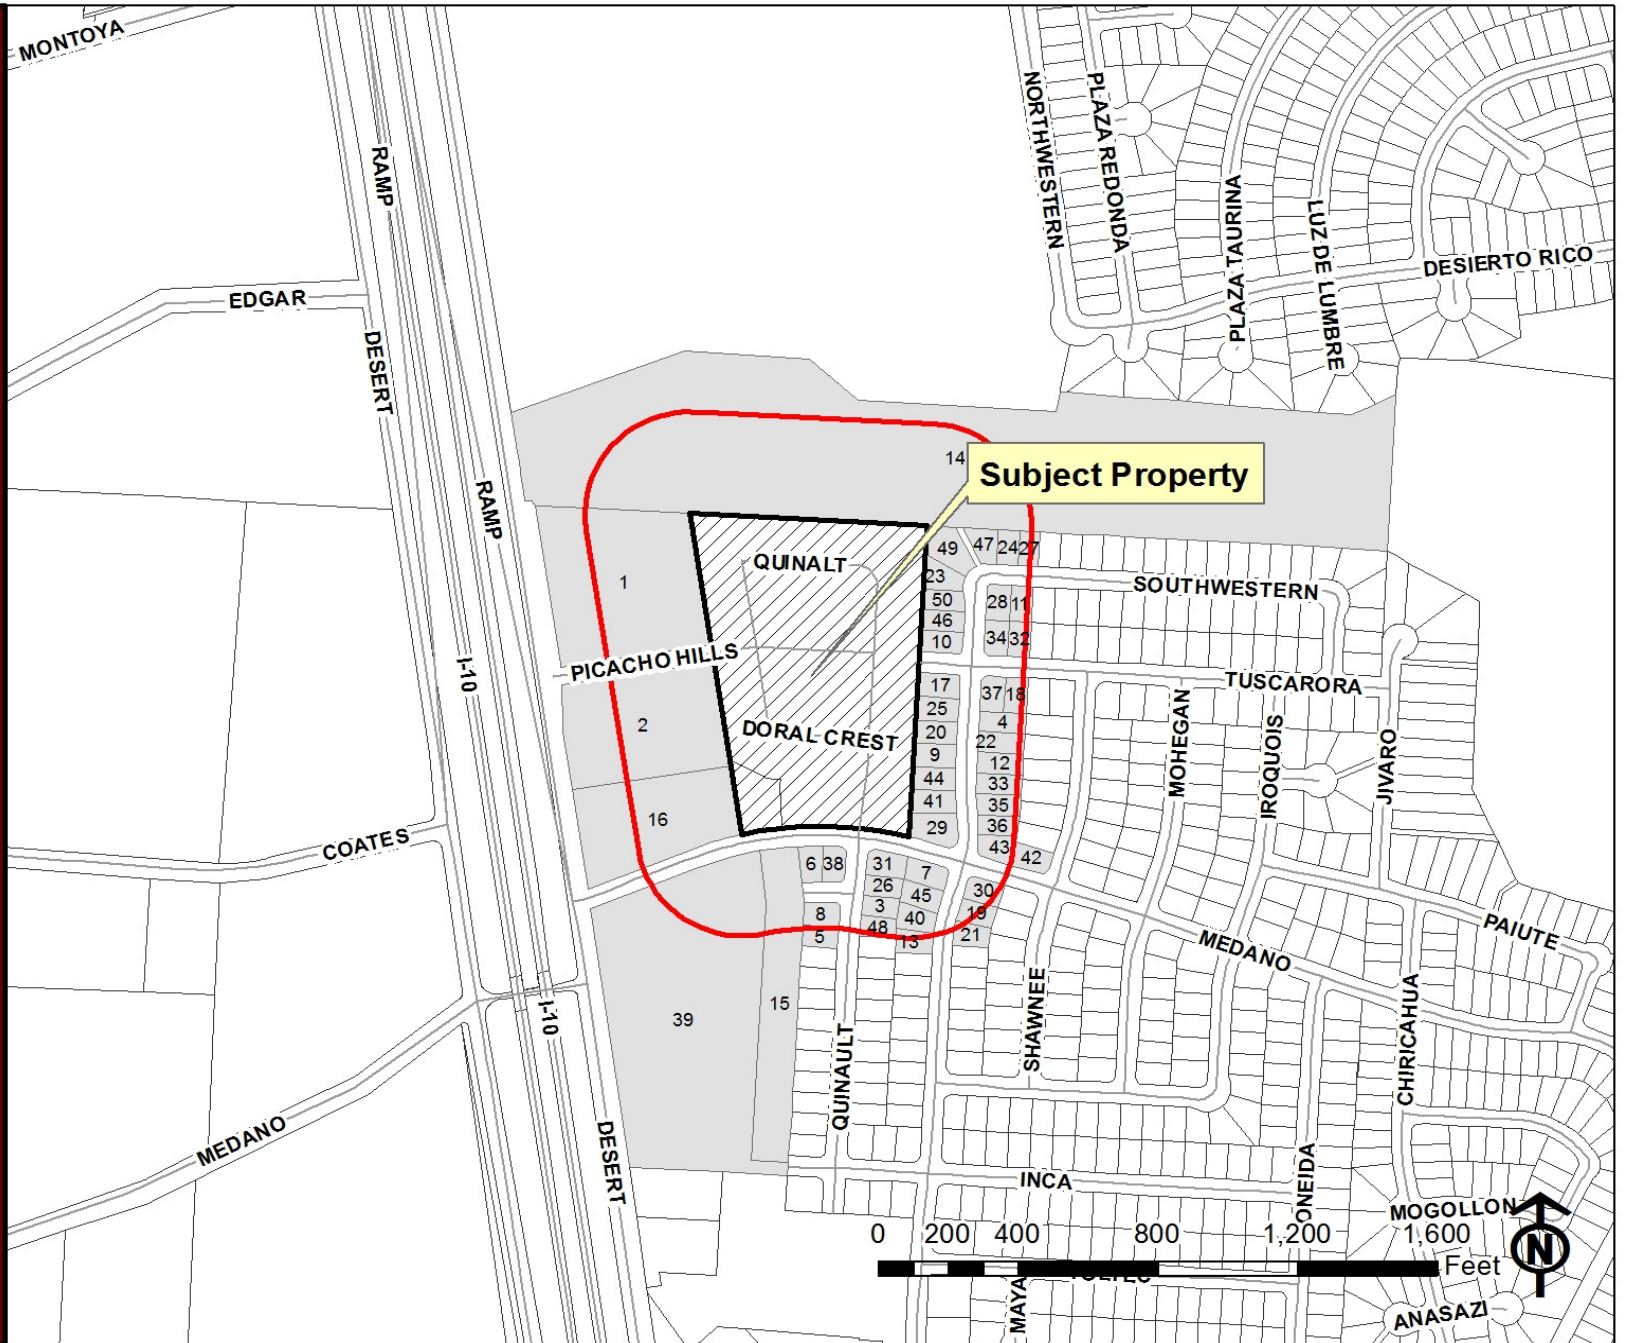 MONTOYA
RAMP
NORTHWESTERN
PLAZA REDONDA
PLAZA TAURINA
LUZ DE LUMBRE
DESIERTO RICO
EDGAR
DESERT
14
Subject Property
RAMP
QUINALT
49
47
24
27
SOUTHWESTERN
1
23
50
28
11
46
10
34
32
I-10
PICACHO HILLS
TUSCARORA
17
37
18
MOHEGAN
IROQUOIS
JIVARO
25
4
2
DORAL CREST
20
22
9
12
44
33
41
35
16
29
36
COATES
43
42
6
38
31
7
26
45
30
3
40
19
8
48
5
13
21
PAIUTE
MEDANO
39
15
I-10
SHAWNEE
CHIRICAHUA
QUINAULT
MEDANO
DESERT
INCA
ONEIDA
MOGOLLON
0 200 400 800 1,200 1,600
Feet
N
MAYA
ANASAZI